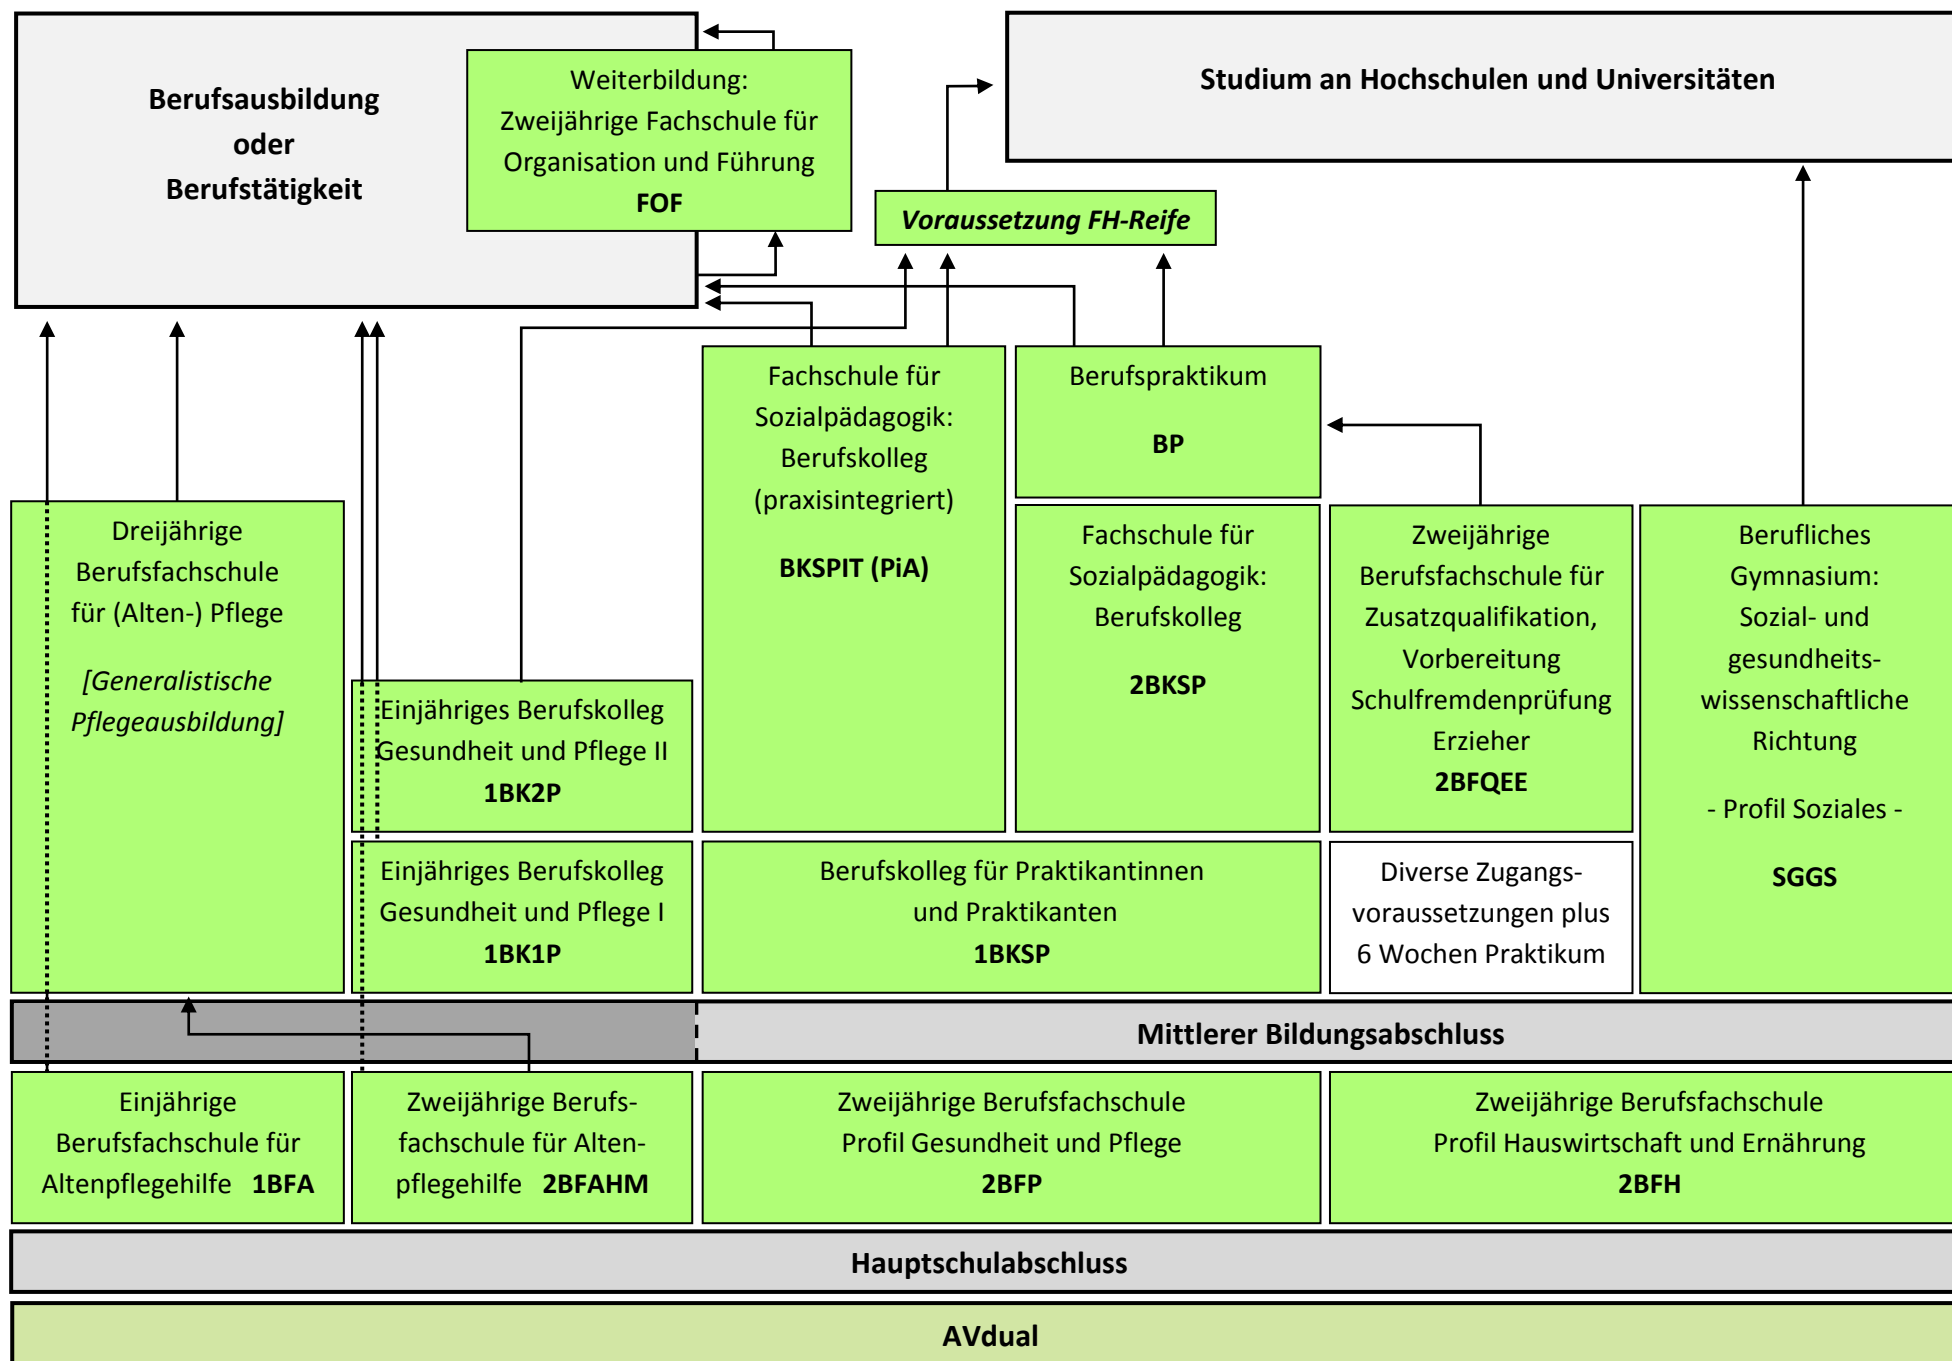 Berufsausbildung
oder
Berufstätigkeit
Weiterbildung:
Zweijährige Fachschule für
Organisation und Führung
FOF
Studium an Hochschulen und Universitäten
Voraussetzung FH-Reife
Dreijährige
Berufsfachschule
für (Alten-) Pflege
[Generalistische
Pflegeausbildung]
Einjähriges Berufskolleg
Gesundheit und Pflege II
1BK2P
Einjähriges Berufskolleg
Gesundheit und Pflege I
1BK1P
Fachschule für
Sozialpädagogik:
Berufskolleg
(praxisintegriert)
BKSPIT (PiA)
Berufspraktikum
BP
Fachschule für
Sozialpädagogik:
Berufskolleg
2BKSP
Berufskolleg für Praktikantinnen
und Praktikanten
1BKSP
Zweijährige
Berufsfachschule für
Zusatzqualifikation,
Vorbereitung
Schulfremdenprüfung
Erzieher
2BFQEE
Diverse Zugangs-
voraussetzungen plus
6 Wochen Praktikum
Berufliches
Gymnasium:
Sozial- und
gesundheits-
wissenschaftliche
Richtung
- Profil Soziales -
SGGS
Mittlerer Bildungsabschluss
Einjährige
Berufsfachschule für
Altenpflegehilfe 1BFA
Zweijährige Berufs-
fachschule für Alten-
pflegehilfe 2BFAHM
Zweijährige Berufsfachschule
Profil Gesundheit und Pflege
2BFP
Zweijährige Berufsfachschule
Profil Hauswirtschaft und Ernährung
2BFH
Hauptschulabschluss
AVdual